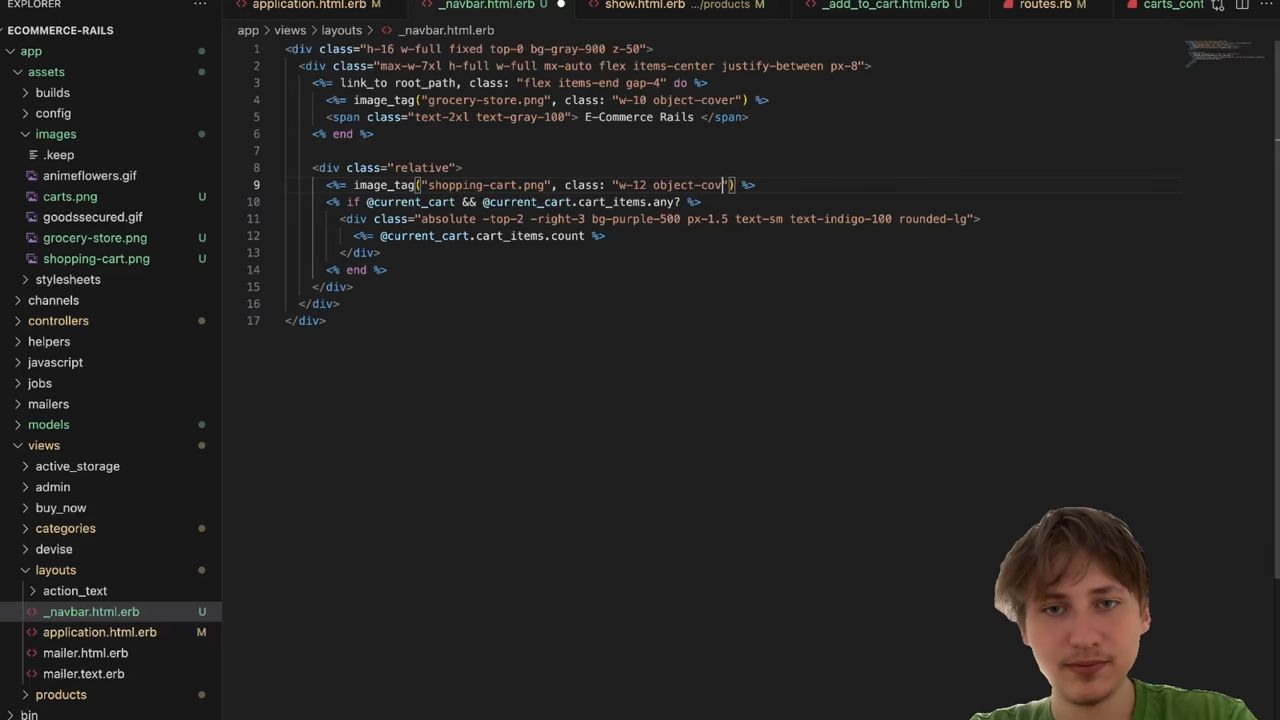 EXPLORER
application.html.erb M
_navbar.html.erb U
show.html.erb .../products M
_add_to_cart.html.erb U
routes.rb M
carts_cont
ECOMMERCE-RAILS
app > views > layouts > _navbar.html.erb
app
assets
builds
config
images
.keep
animeflowers.gif
carts.png U
goodssecured.gif
grocery-store.png U
shopping-cart.png U
stylesheets
channels
controllers
helpers
javascript
jobs
mailers
models
views
active_storage
admin
buy_now
categories
devise
layouts
action_text
_navbar.html.erb U
application.html.erb M
mailer.html.erb
mailer.text.erb
products
bin
1 <div class="h-16 w-full fixed top-0 bg-gray-900 z-50">
2 <div class="max-w-7xl h-full w-full mx-auto flex items-center justify-between px-8">
3 <%= link_to root_path, class: "flex items-end gap-4" do %>
4 <%= image_tag("grocery-store.png", class: "w-10 object-cover") %>
5 <span class="text-2xl text-gray-100"> E-Commerce Rails </span>
6 <% end %>
7
8 <div class="relative">
9 <%= image_tag("shopping-cart.png", class: "w-12 object-cov") %>
10 <% if @current_cart && @current_cart.cart_items.any? %>
11 <div class="absolute -top-2 -right-3 bg-purple-500 px-1.5 text-sm text-indigo-100 rounded-lg">
12 <%= @current_cart.cart_items.count %>
13 </div>
14 <% end %>
15 </div>
16 </div>
17 </div>